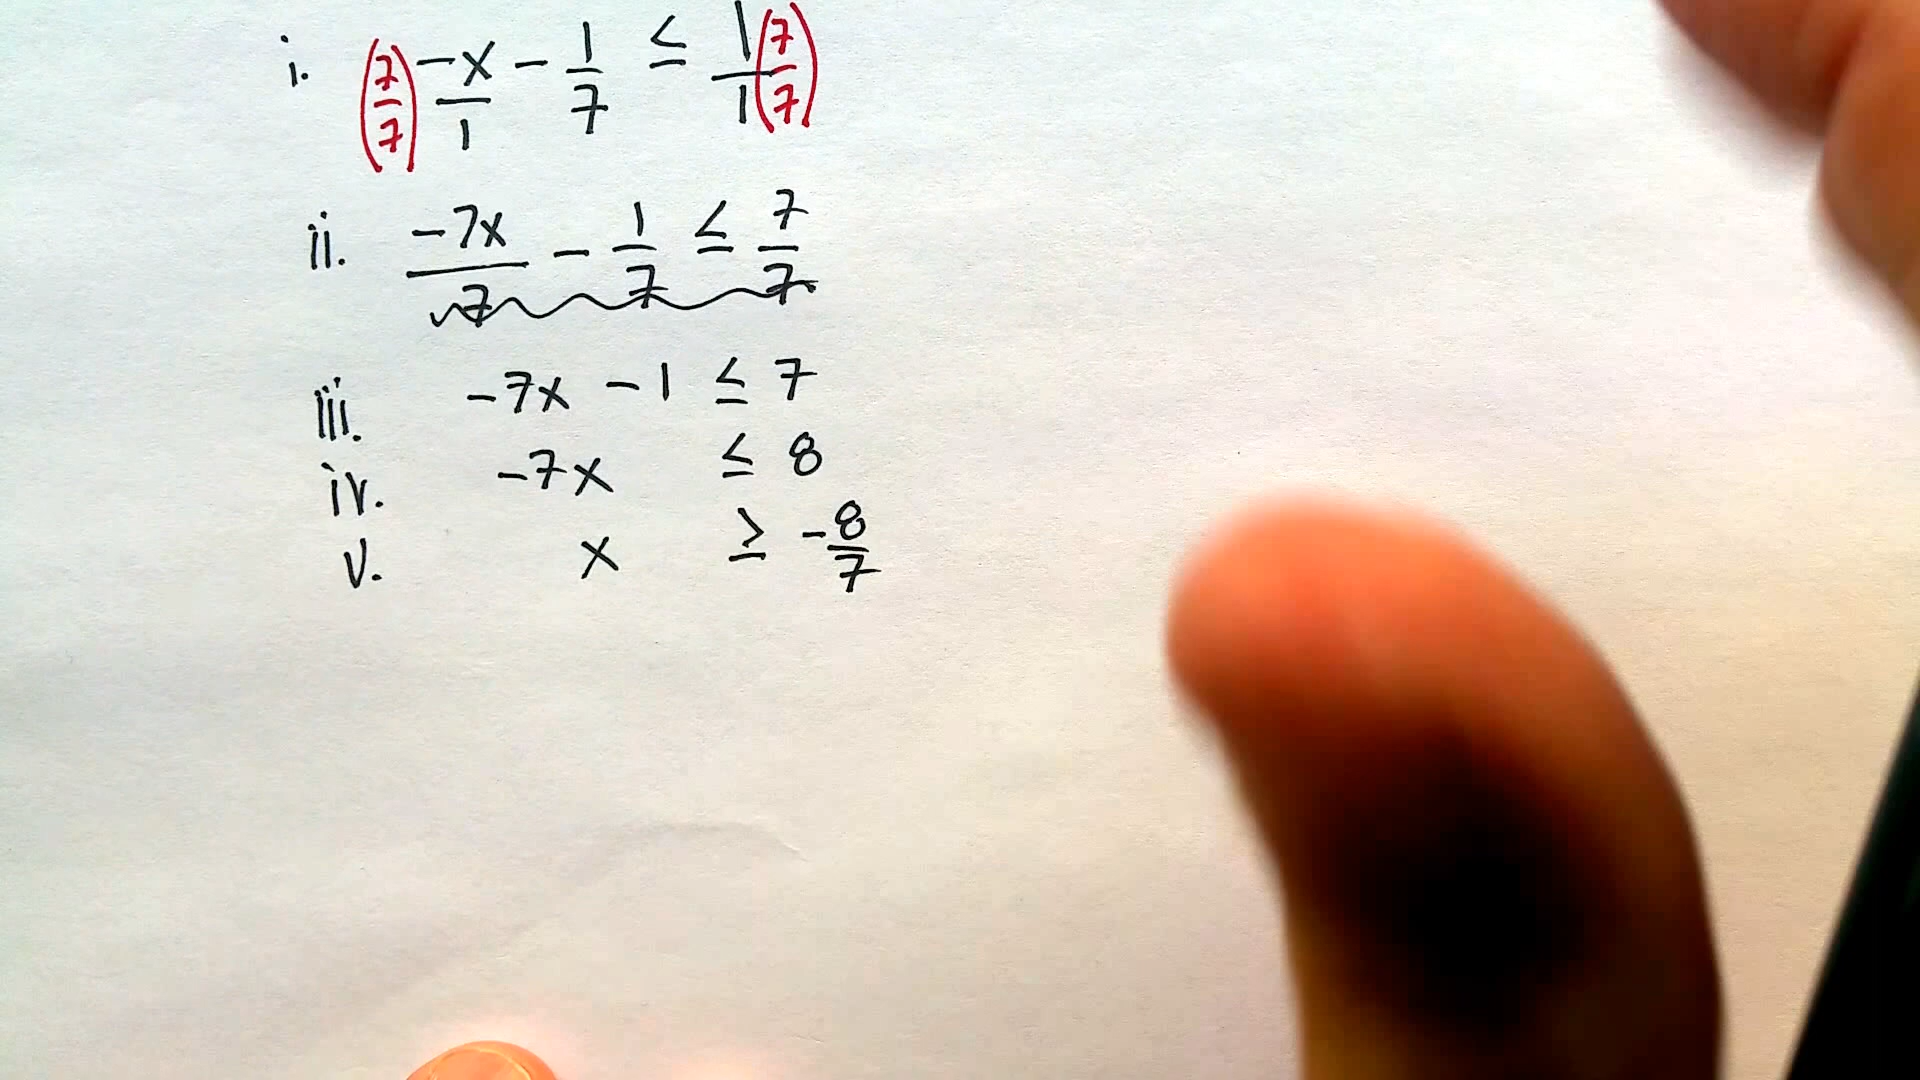 i. (7/7) -x/1 - 1/7 ≤ 1/1 (7/7)
ii. -7x/7 - 1/7 ≤ 7/7
iii. -7x - 1 ≤ 7
iv. -7x ≤ 8
v. x ≥ -8/7